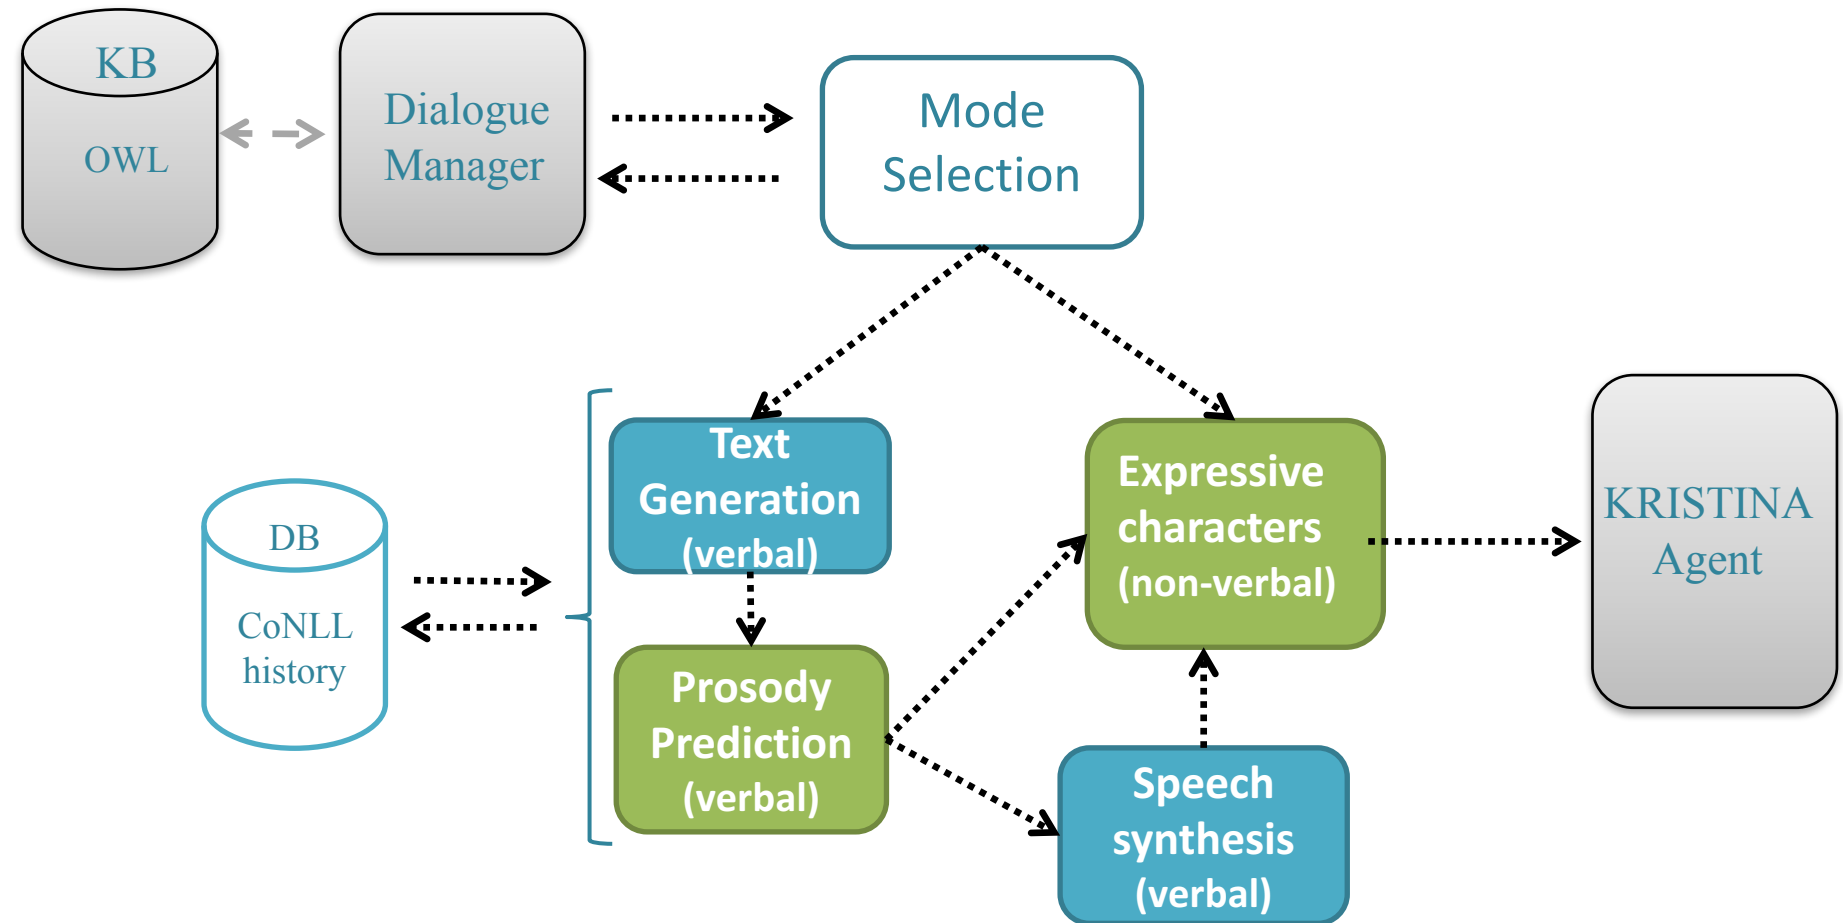 KB
OWL
Dialogue
Manager
Mode
Selection
Text
Generation
(verbal)
Expressive
characters
(non-verbal)
KRISTINA
Agent
DB
CoNLL
history
Prosody
Prediction
(verbal)
Speech
synthesis
(verbal)